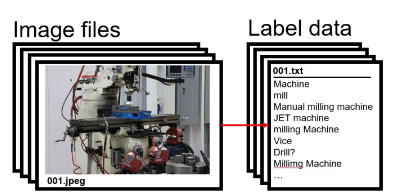 Image files
Label data
001.jpeg
001.txt
Machine
mill
Manual milling machine
JET machine
milling Machine
Vice
Drill?
Millimg Machine
...